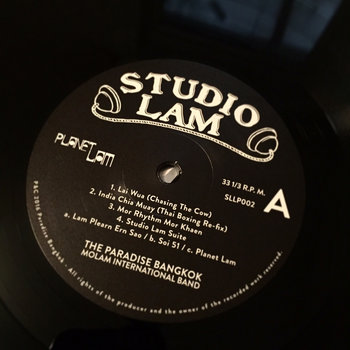 STUDIO
LAM
PLANET
LAM
33 1/3 R.P.M.
SLLP002
A
1. Lai Wua (Chasing The Cow)
2. India Chia Muay (Thai Boxing Re-fix)
3. Mor Rhythm Mor Khaen
4. Studio Lam Suite
a. Lam Plearn Ern Sao / b. Soi 51 / c. Planet Lam
THE PARADISE BANGKOK
MOLAM INTERNATIONAL BAND
Paradise Bangkok. All rights of the producer and the owner of the recorded work reserved.